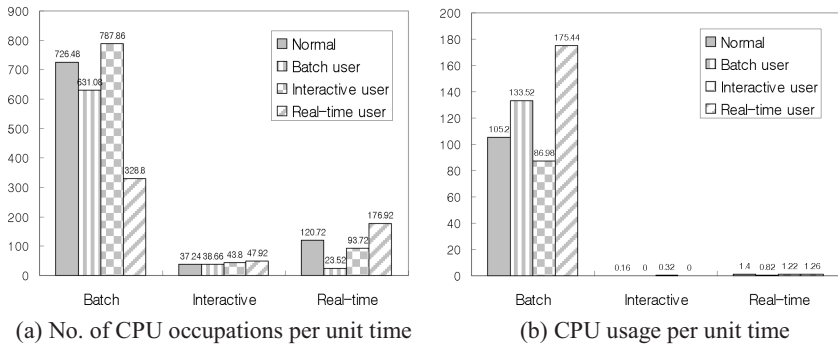 900
800
700
600
500
400
300
200
100
0
726.48
631.08
787.86
328.8
37.24
38.66
43.8
47.92
120.72
23.52
93.72
176.92
Normal
Batch user
Interactive user
Real-time user
Batch
Interactive
Real-time
(a) No. of CPU occupations per unit time
200
180
160
140
120
100
80
60
40
20
0
105.2
133.52
86.98
175.44
0.16
0
0.32
0
1.4
0.82
1.22
1.26
Normal
Batch user
Interactive user
Real-time user
Batch
Interactive
Real-time
(b) CPU usage per unit time